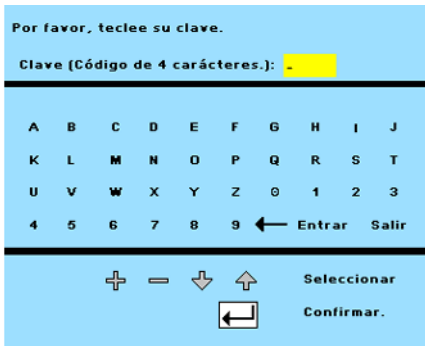 Por favor, teclee su clave.
Clave (Código de 4 carácteres.): -
A B C D E F G H I J
K L M N O P Q R S T
U V W X Y Z 0 1 2 3
4 5 6 7 8 9 ← Entrar Salir
Seleccionar
Confirmar.